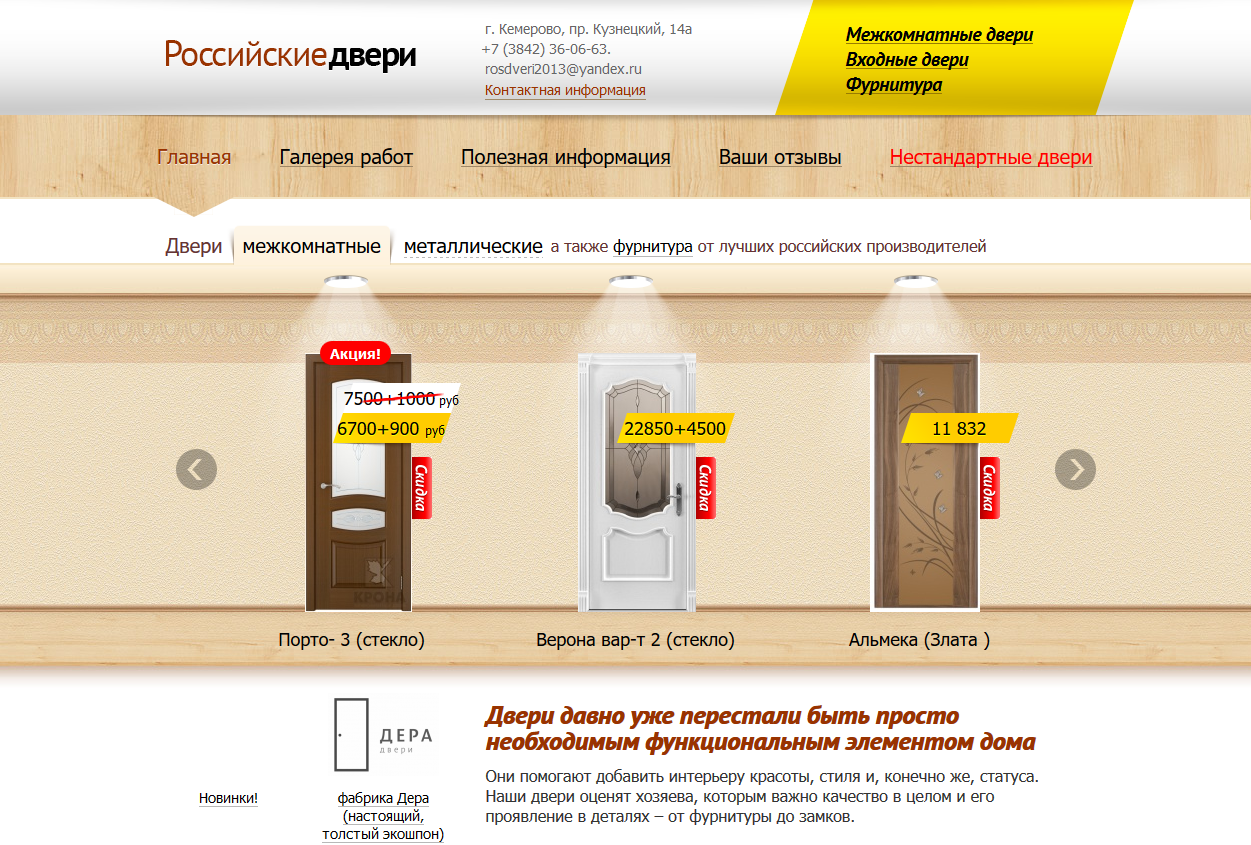 Российскиедвери
г. Кемерово, пр. Кузнецкий, 14а
+7 (3842) 36-06-63.
rosdveri2013@yandex.ru
Контактная информация
Межкомнатные двери
Входные двери
Фурнитура
Главная Галерея работ Полезная информация Ваши отзывы Нестандартные двери
Двери межкомнатные металлические а также фурнитура от лучших российских производителей
Акция!
7500+1000 руб
6700+900 руб
Скидка
КРОНА
22850+4500
Скидка
11 832
Скидка
Порто- 3 (стекло) Верона вар-т 2 (стекло) Альмека (Злата )
ДЕРА
двери
Новинки!
фабрика Дера
(настоящий,
толстый экошпон)
Двери давно уже перестали быть просто
необходимым функциональным элементом дома
Они помогают добавить интерьеру красоты, стиля и, конечно же, статуса.
Наши двери оценят хозяева, которым важно качество в целом и его
проявление в деталях – от фурнитуры до замков.